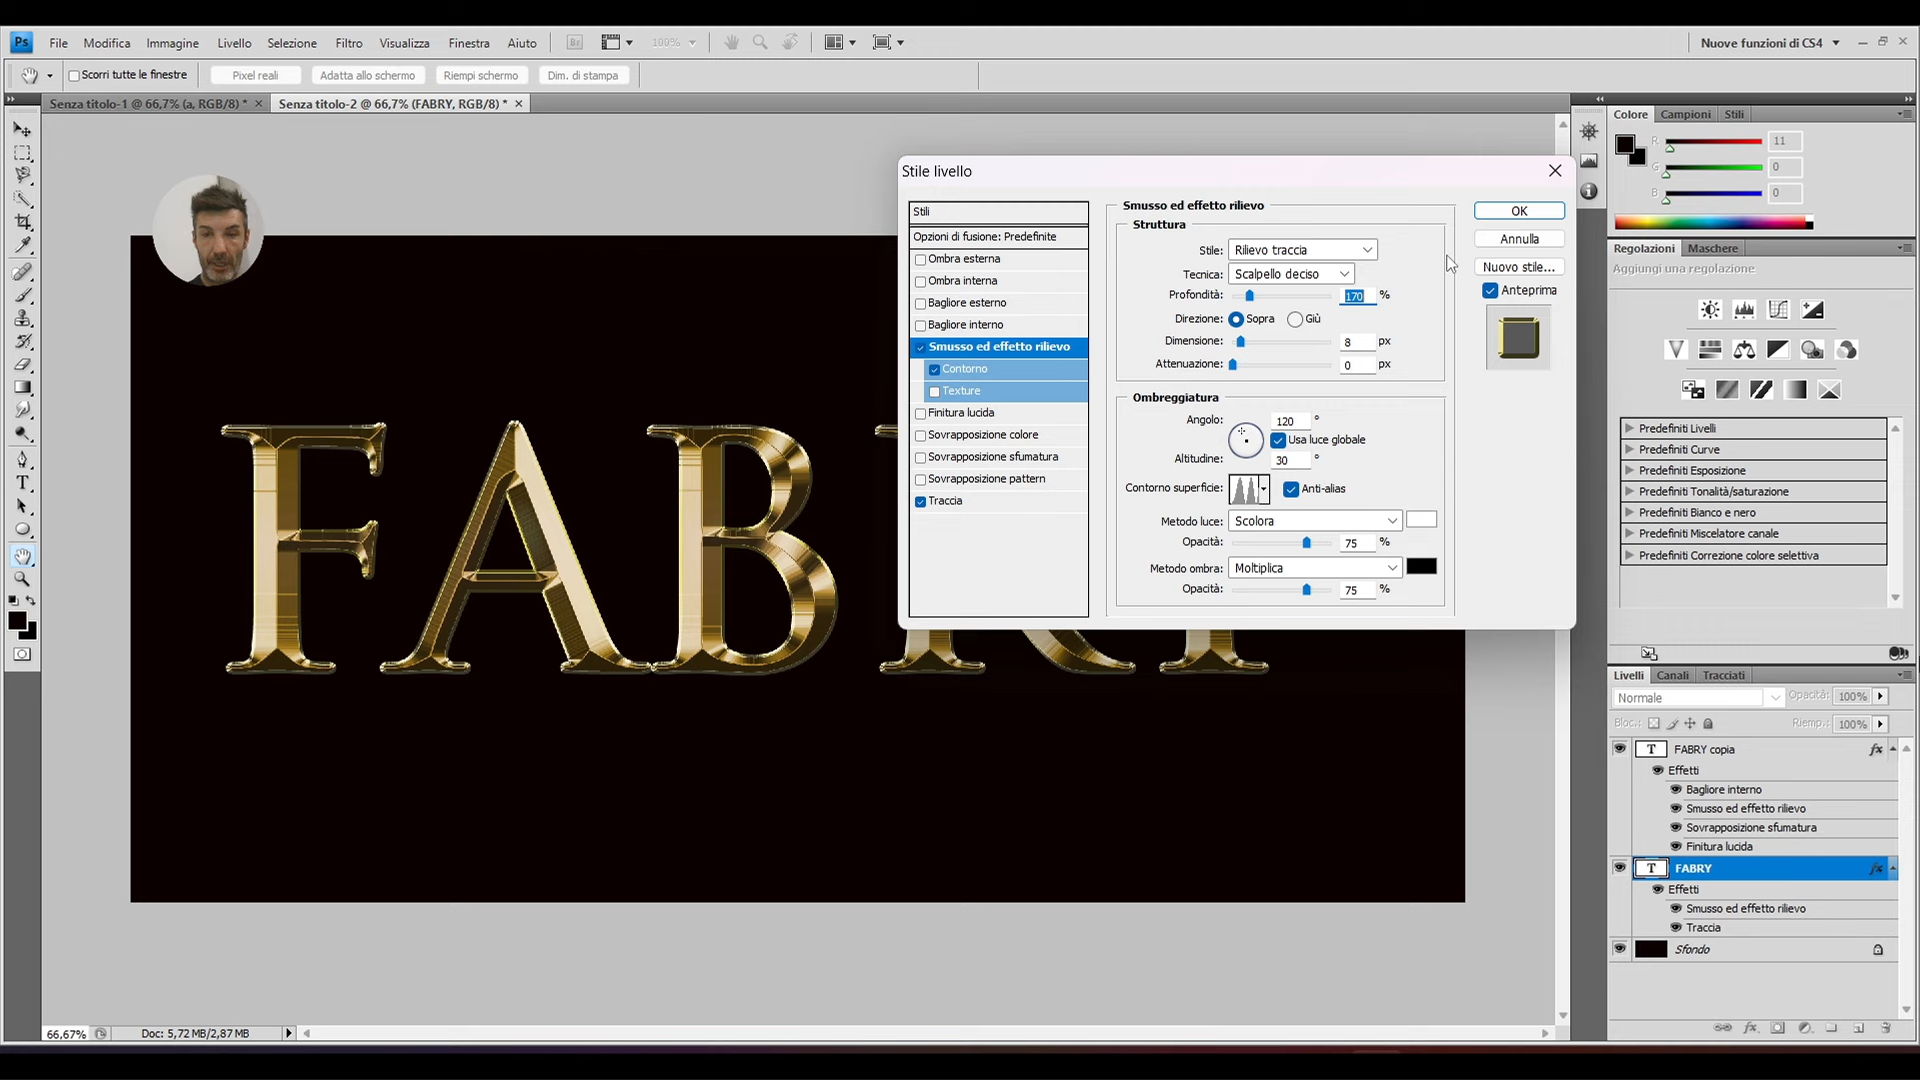 Ps File Modifica Immagine Livello Selezione Filtro Visualizza Finestra Aiuto Br 100% Nuove funzioni di CS4
Scorri tutte le finestre Pixel reali Adatta allo schermo Riempi schermo Dim. di stampa
Senza titolo-1 @ 66,7% (a, RGB/8) * Senza titolo-2 @ 66,7% (FABRY, RGB/8) *
FAB
Stile livello
Stili
Opzioni di fusione: Predefinite
Ombra esterna
Ombra interna
Bagliore esterno
Bagliore interno
Smusso ed effetto rilievo
Contorno
Texture
Finitura lucida
Sovrapposizione colore
Sovrapposizione sfumatura
Sovrapposizione pattern
Traccia
Smusso ed effetto rilievo
Struttura
Stile: Rilievo traccia
Tecnica: Scalpello deciso
Profondità: 170 %
Direzione: Sopra Giù
Dimensione: 8 px
Attenuazione: 0 px
Ombreggiatura
Angolo: 120 °
Usa luce globale
Altitudine: 30 °
Contorno superficie: Anti-alias
Metodo luce: Scolora
Opacità: 75 %
Metodo ombra: Moltiplica
Opacità: 75 %
OK
Annulla
Nuovo stile...
Anteprima
Colore Campioni Stili
R 11
G 0
B 0
Regolazioni Maschere
Aggiungi una regolazione
Predefiniti Livelli
Predefiniti Curve
Predefiniti Esposizione
Predefiniti Tonalità/saturazione
Predefiniti Bianco e nero
Predefiniti Miscelatore canale
Predefiniti Correzione colore selettiva
Livelli Canali Tracciati
Normale Opacità: 100%
Bloc.: Riemp.: 100%
T FABRY copia fx
Effetti
Bagliore interno
Smusso ed effetto rilievo
Sovrapposizione sfumatura
Finitura lucida
T FABRY fx
Effetti
Smusso ed effetto rilievo
Traccia
Sfondo
66,67% Doc: 5,72 MB/2,87 MB